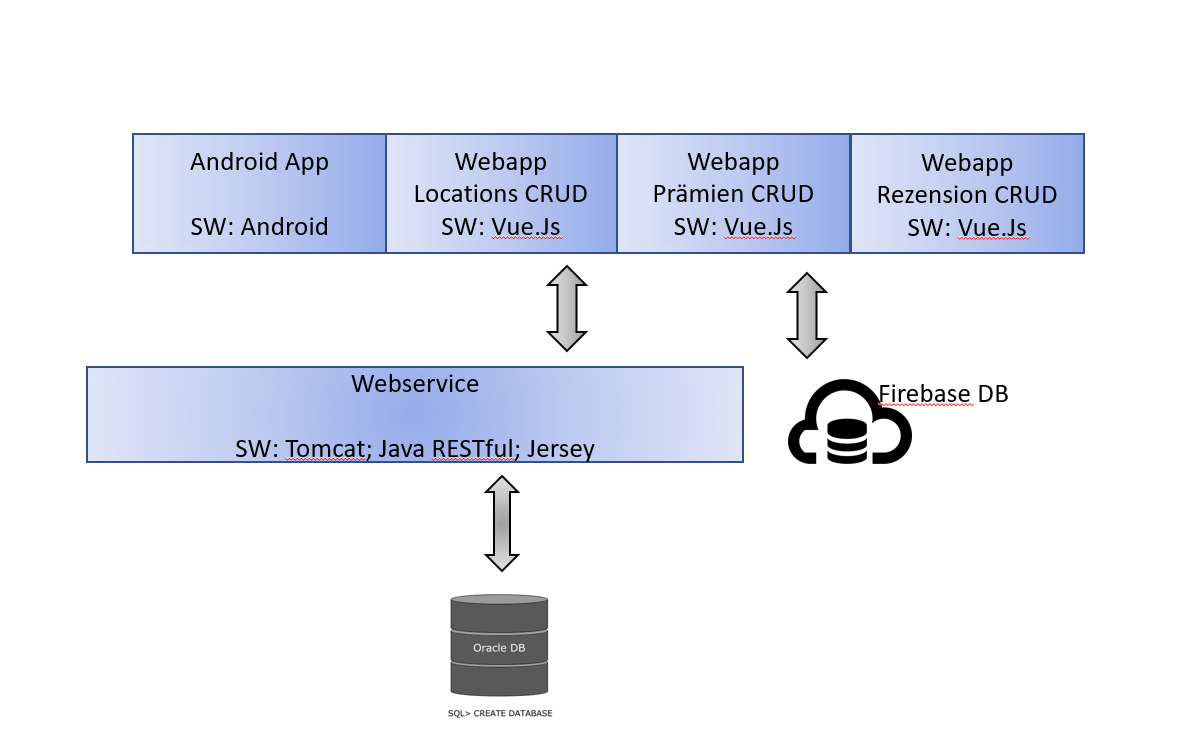 Android App
SW: Android
Webapp
Locations CRUD
SW: Vue.Js
Webapp
Prämien CRUD
SW: Vue.Js
Webapp
Rezension CRUD
SW: Vue.Js
Webservice
SW: Tomcat; Java RESTful; Jersey
Firebase DB
Oracle DB
SQL> CREATE DATABASE